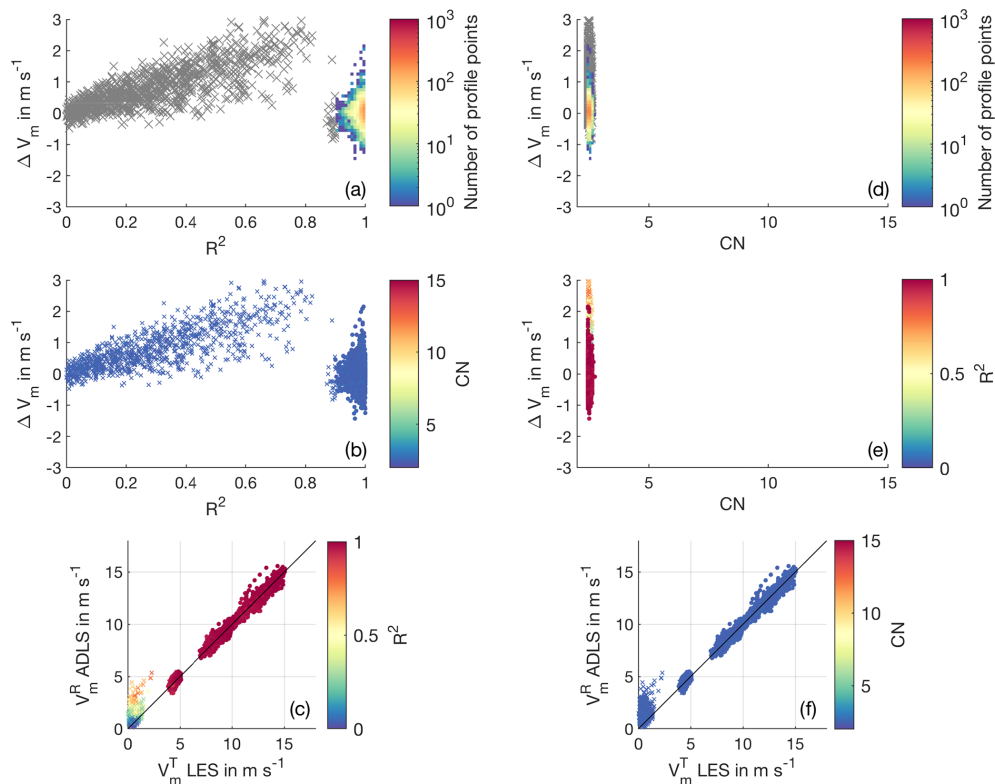 3
2
1
0
-1
-2
-3
Δ V_m in m s^-1
0 0.2 0.4 0.6 0.8 1
R^2
(a)
10^3
10^2
10^1
10^0
Number of profile points
3
2
1
0
-1
-2
-3
Δ V_m in m s^-1
5 10 15
CN
(d)
10^3
10^2
10^1
10^0
Number of profile points
3
2
1
0
-1
-2
-3
Δ V_m in m s^-1
0 0.2 0.4 0.6 0.8 1
R^2
(b)
15
10
5
CN
3
2
1
0
-1
-2
-3
Δ V_m in m s^-1
5 10 15
CN
(e)
1
0.5
0
R^2
15
10
5
0
V_m^R ADLS in m s^-1
0 5 10 15
V_m^T LES in m s^-1
(c)
1
0.5
0
R^2
15
10
5
0
V_m^R ADLS in m s^-1
0 5 10 15
V_m^T LES in m s^-1
(f)
15
10
5
CN